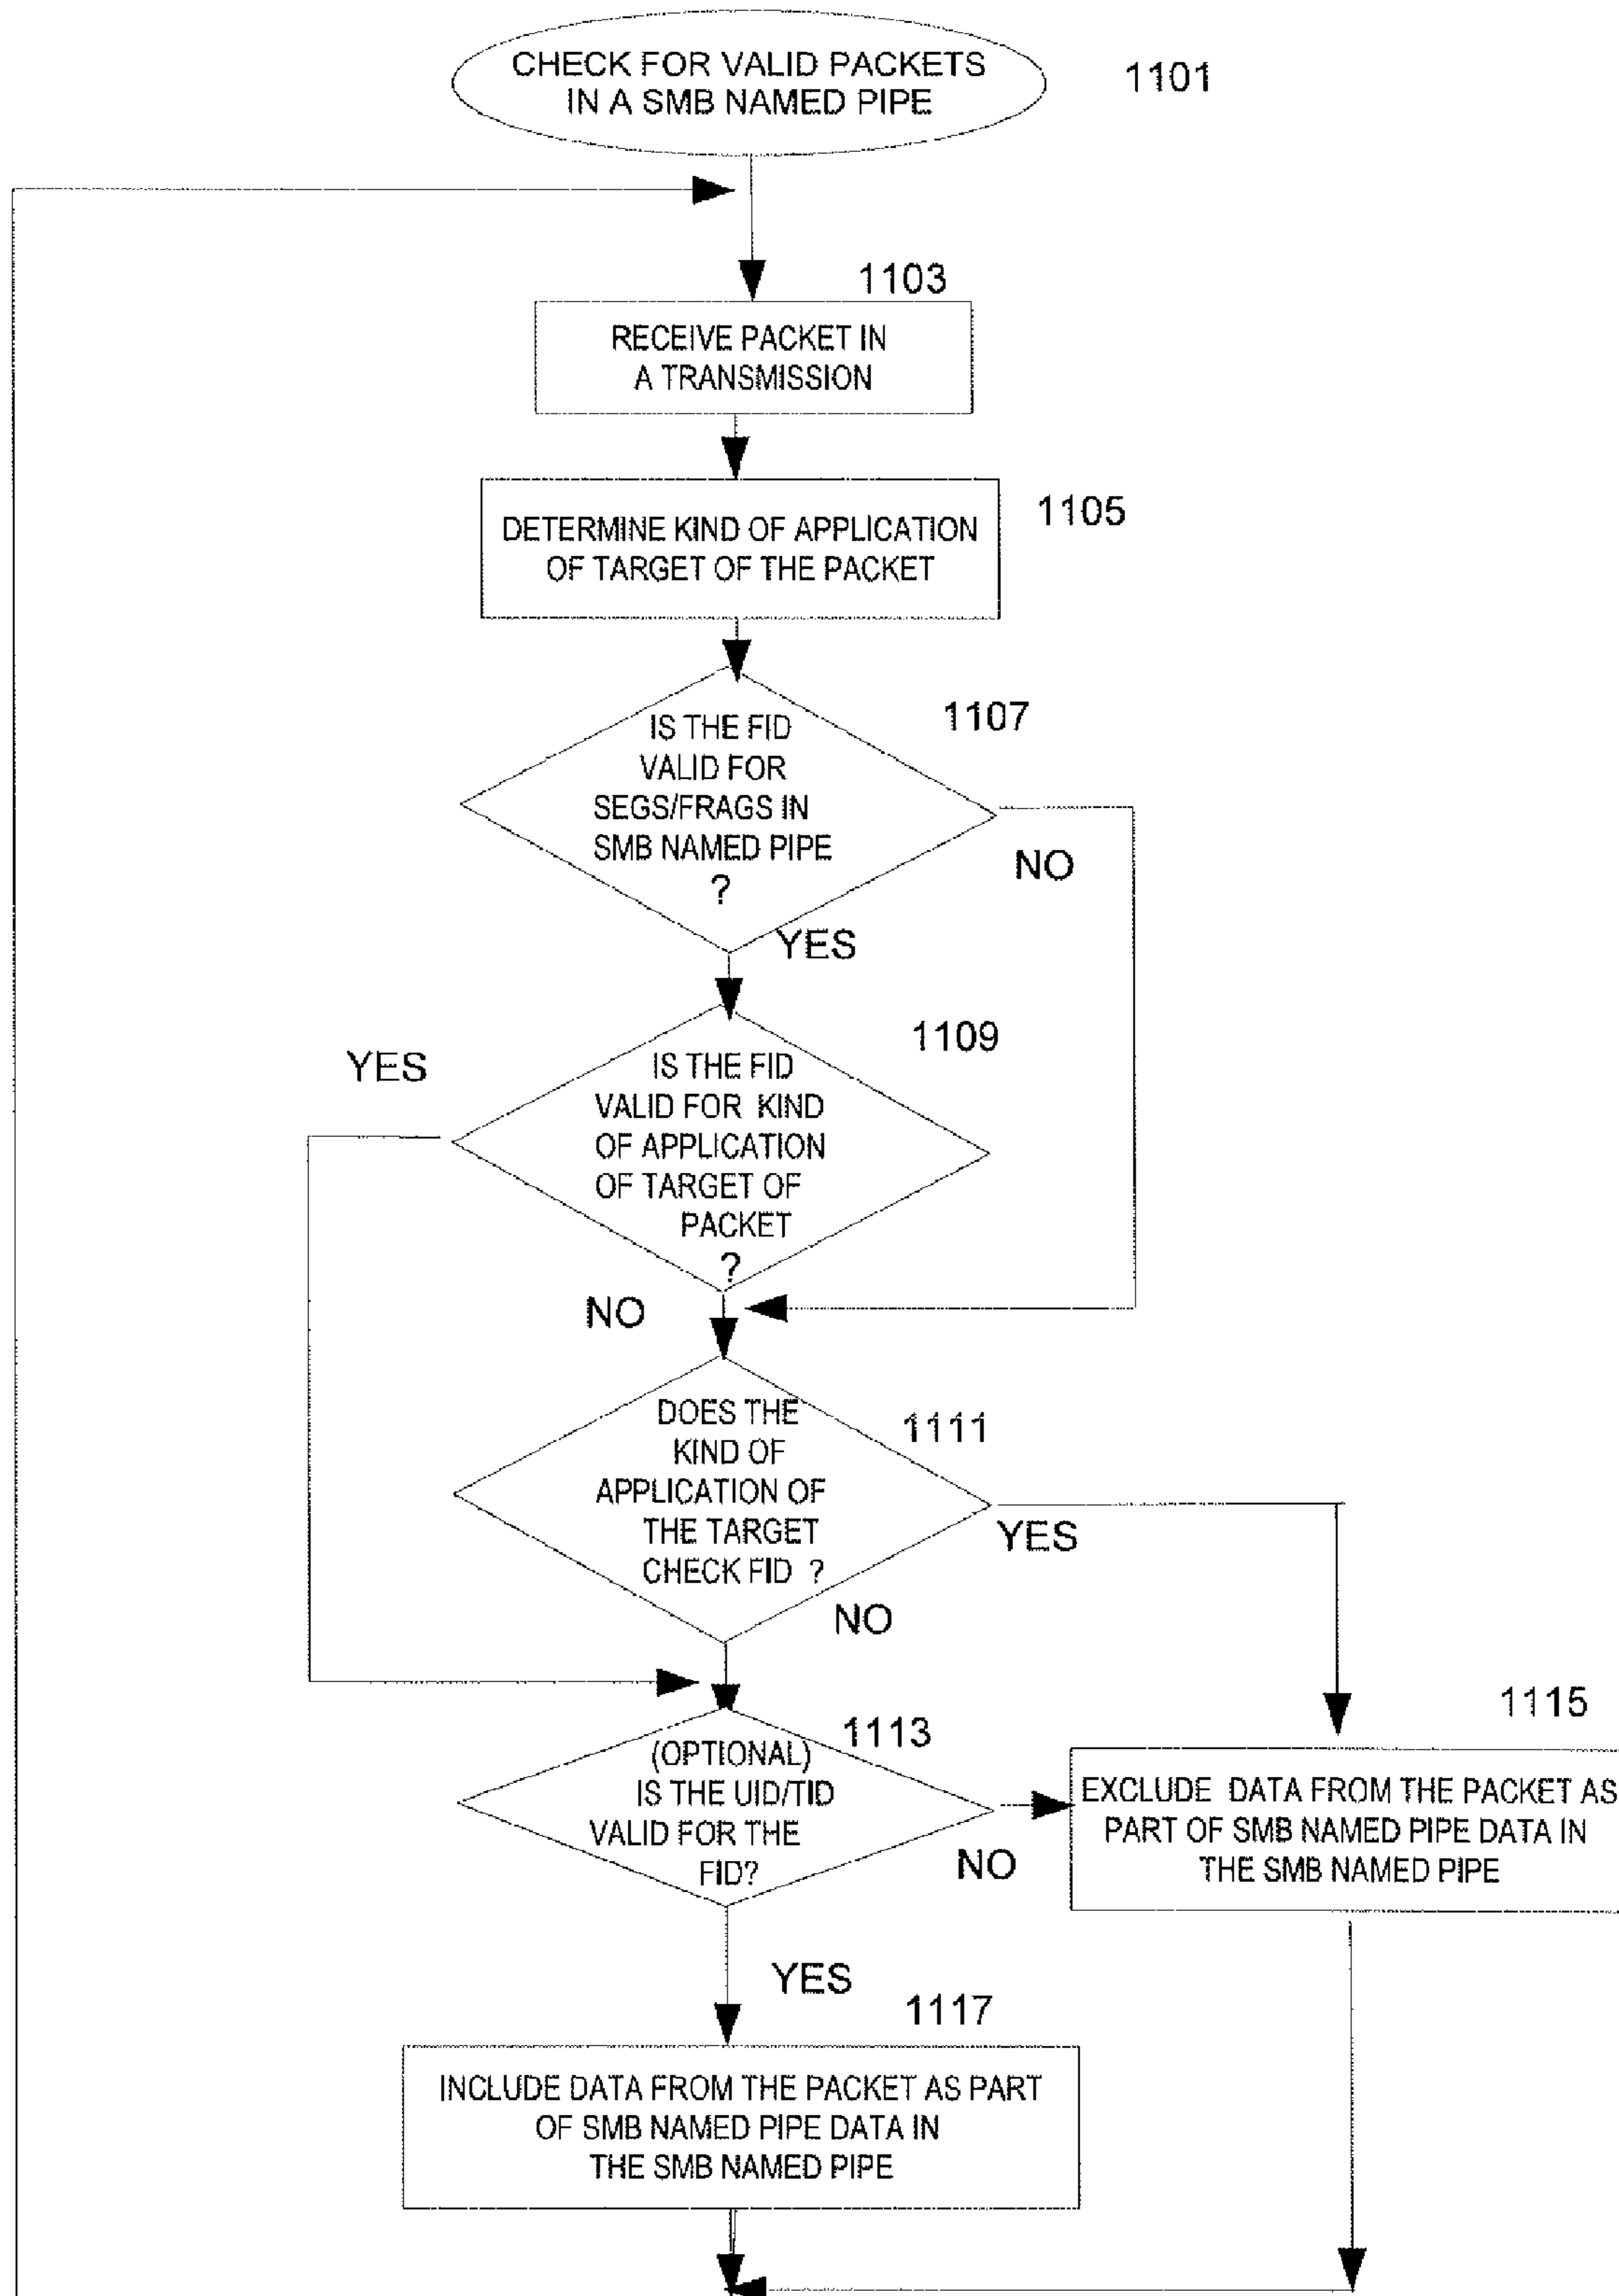 CHECK FOR VALID PACKETS
IN A SMB NAMED PIPE
1101
1103
RECEIVE PACKET IN
A TRANSMISSION
1105
DETERMINE KIND OF APPLICATION
OF TARGET OF THE PACKET
1107
IS THE FID
VALID FOR
SEGS/FRAGS IN
SMB NAMED PIPE
?
NO
YES
1109
YES
IS THE FID
VALID FOR KIND
OF APPLICATION
OF TARGET OF
PACKET
?
NO
1111
DOES THE
KIND OF
APPLICATION OF
THE TARGET
CHECK FID ?
YES
NO
1113
(OPTIONAL)
IS THE UID/TID
VALID FOR THE
FID?
NO
1115
EXCLUDE DATA FROM THE PACKET AS
PART OF SMB NAMED PIPE DATA IN
THE SMB NAMED PIPE
YES
1117
INCLUDE DATA FROM THE PACKET AS PART
OF SMB NAMED PIPE DATA IN
THE SMB NAMED PIPE